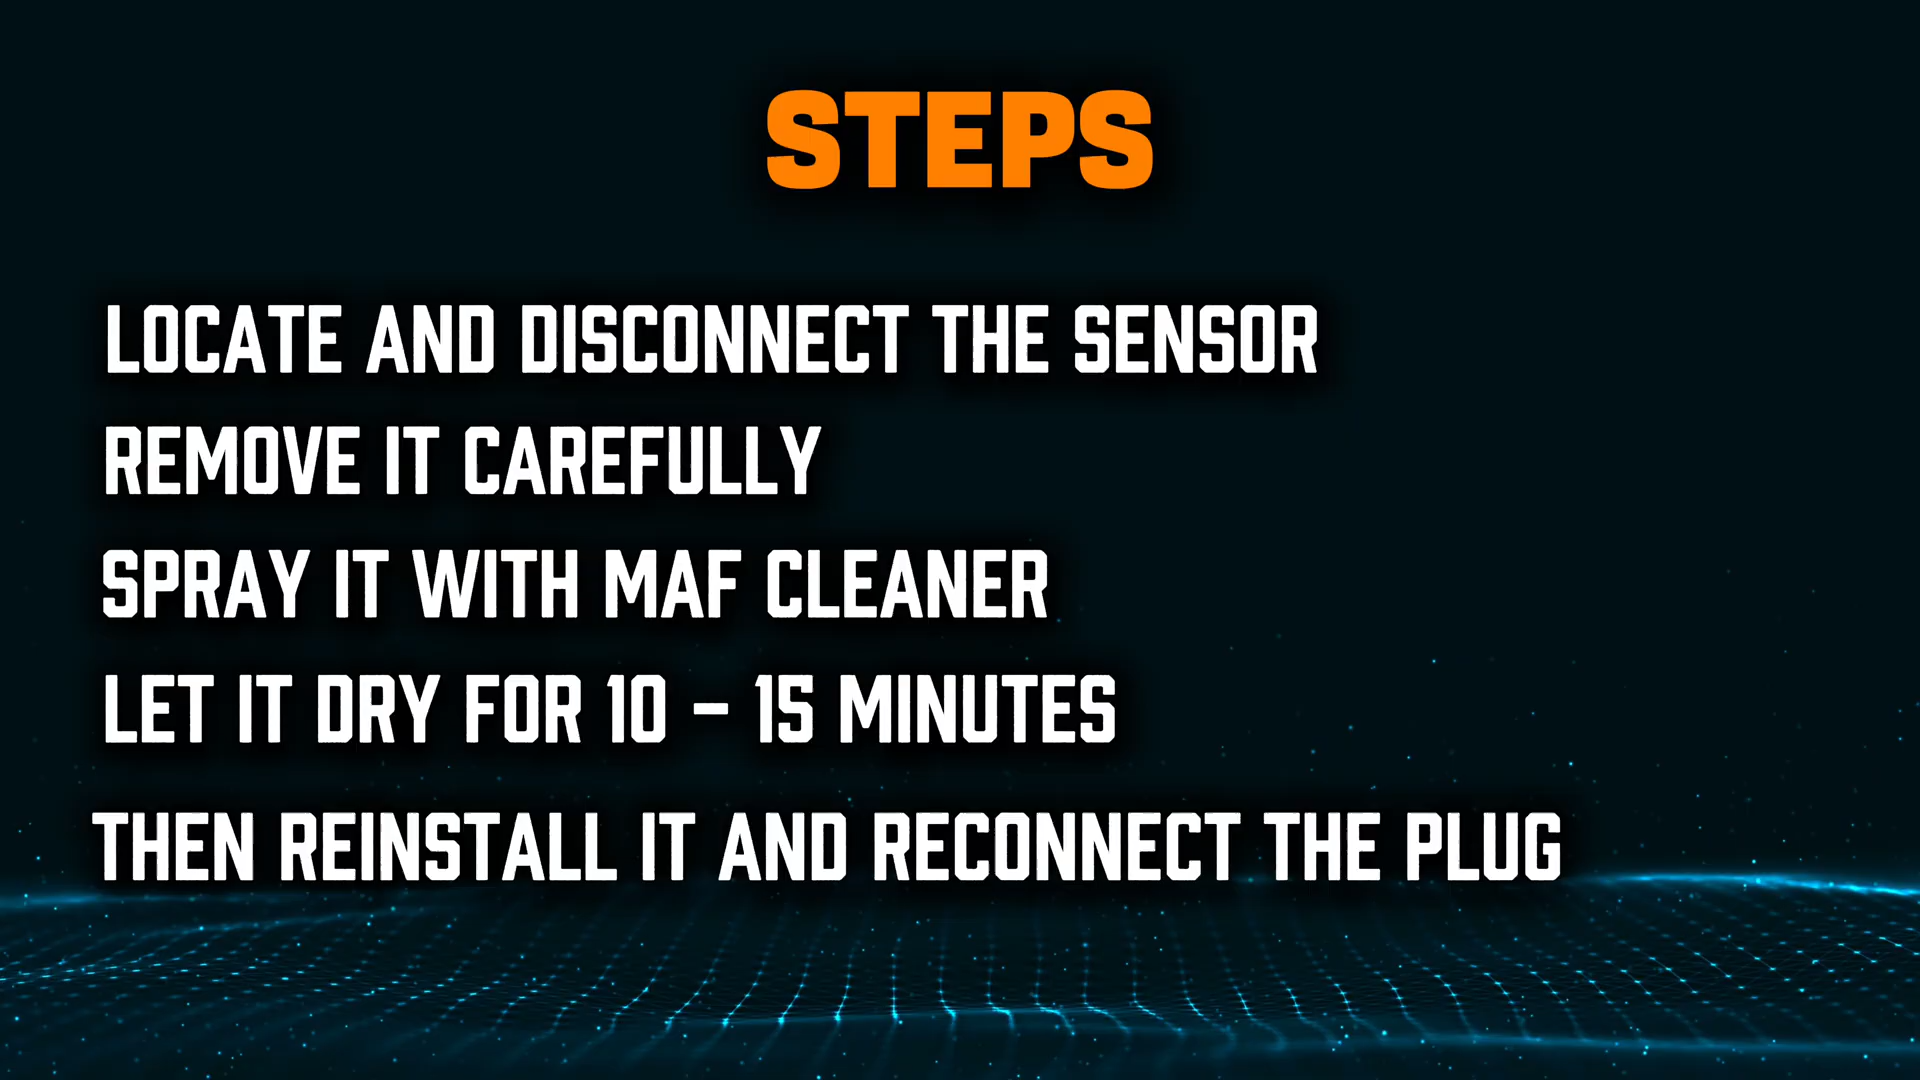 STEPS
LOCATE AND DISCONNECT THE SENSOR
REMOVE IT CAREFULLY
SPRAY IT WITH MAF CLEANER
LET IT DRY FOR 10 – 15 MINUTES
THEN REINSTALL IT AND RECONNECT THE PLUG